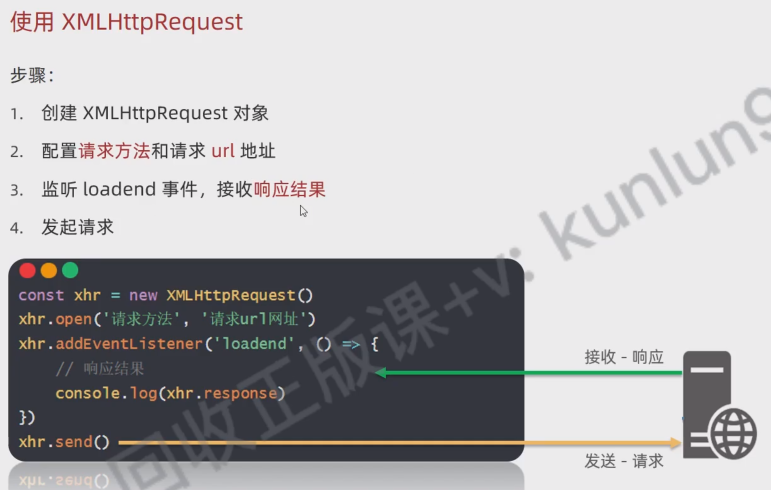 使用 XMLHttpRequest
步骤：
1. 创建 XMLHttpRequest 对象
2. 配置请求方法和请求 url 地址
3. 监听 loadend 事件，接收响应结果
4. 发起请求
const xhr = new XMLHttpRequest()
xhr.open('请求方法', '请求url网址')
xhr.addEventListener('loadend', () => {
// 响应结果
console.log(xhr.response)
})
xhr.send()
接收 - 响应
发送 - 请求
回收正版课+v: kunlun9